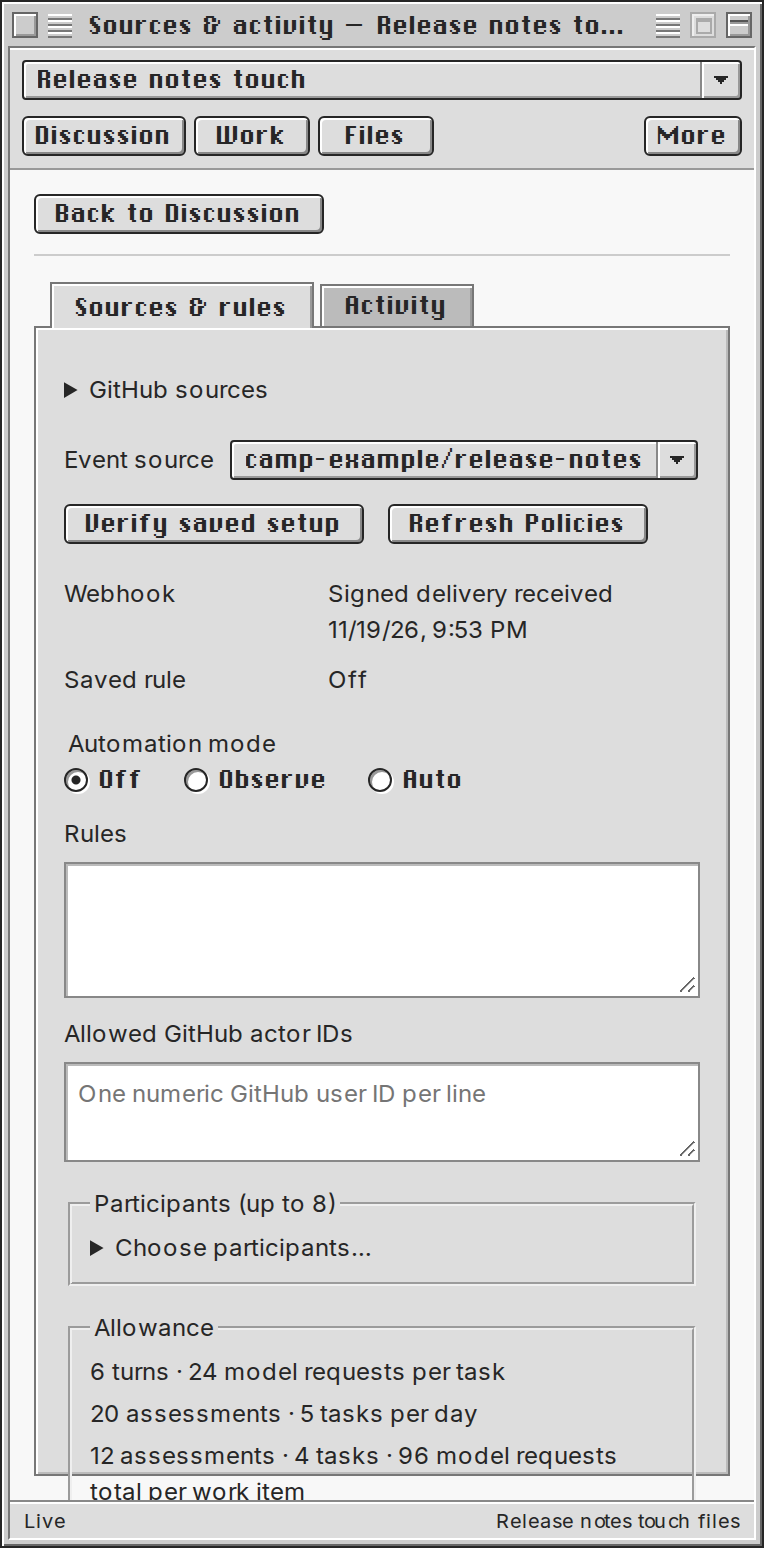 Sources & activity — Release notes to...
Release notes touch
Discussion Work Files More
Back to Discussion
Sources & rules Activity
GitHub sources
Event source camp-example/release-notes
Verify saved setup Refresh Policies
Webhook Signed delivery received
11/19/26, 9:53 PM
Saved rule Off
Automation mode
Off Observe Auto
Rules
Allowed GitHub actor IDs
One numeric GitHub user ID per line
Participants (up to 8)
Choose participants...
Allowance
6 turns · 24 model requests per task
20 assessments · 5 tasks per day
12 assessments · 4 tasks · 96 model requests
total per work item
Live Release notes touch files